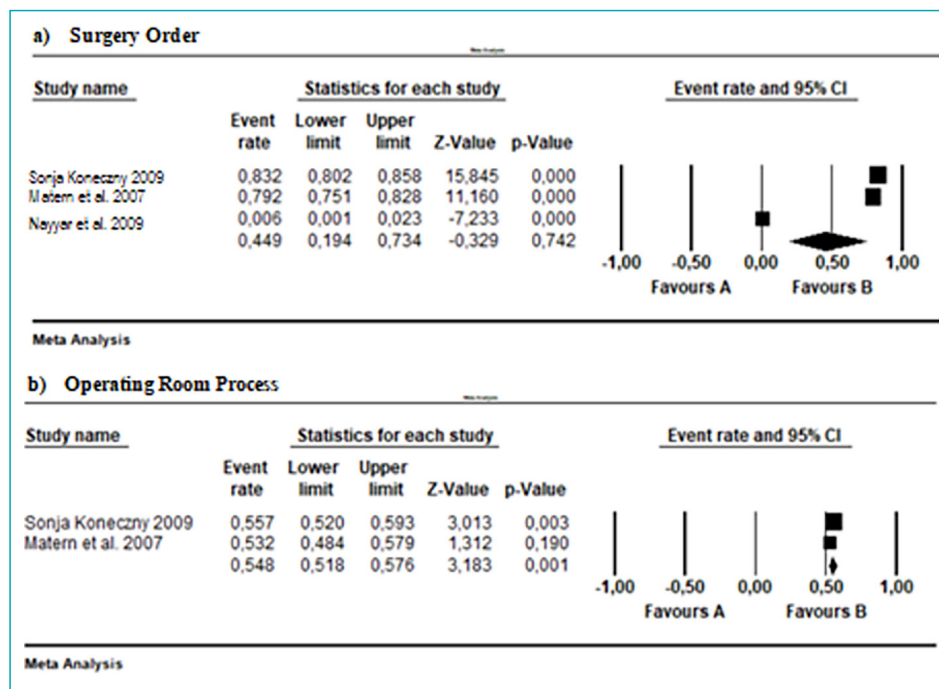 a) Surgery Order
Meta Analysis
Study name Statistics for each study Event rate and 95% CI
Event Lower Upper
rate limit limit Z-Value p-Value
Sonja Koneczny 2009 0,832 0,802 0,858 15,845 0,000
Matern et al. 2007 0,792 0,751 0,828 11,160 0,000
Nayyar et al. 2009 0,006 0,001 0,023 -7,233 0,000
0,449 0,194 0,734 -0,329 0,742
-1,00 -0,50 0,00 0,50 1,00
Favours A Favours B
Meta Analysis
b) Operating Room Process
Meta Analysis
Study name Statistics for each study Event rate and 95% CI
Event Lower Upper
rate limit limit Z-Value p-Value
Sonja Koneczny 2009 0,557 0,520 0,593 3,013 0,003
Matern et al. 2007 0,532 0,484 0,579 1,312 0,190
0,548 0,518 0,576 3,183 0,001
-1,00 -0,50 0,00 0,50 1,00
Favours A Favours B
Meta Analysis